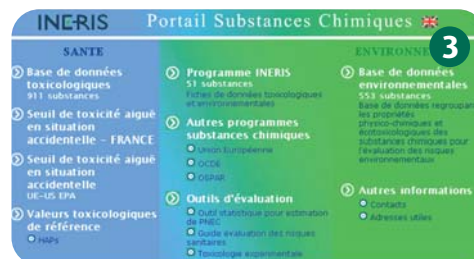 INERIS Portail Substances Chimiques
SANTE
Base de données
toxicologiques
911 substances
Seuil de toxicité aiguë
en situation
accidentelle - FRANCE
Seuil de toxicité aiguë
en situation
accidentelle
UE-US EPA
Valeurs toxicologiques
de référence
HAPs
Programme INERIS
51 substances
Fiches de données toxicologiques
et environnementales
Autres programmes
substances chimiques
Union Européenne
OCDE
OSPAR
Outils d'évaluation
Outil statistique pour estimation
de PNEC
Guide évaluation des risques
sanitaires
Toxicologie expérimentale
3
Base de données
environnementales
553 substances
Base de données regroupant
les propriétés
physico-chimiques et
écotoxicologiques des
substances chimiques pour
l'évaluation des risques
environnementaux
Autres informations
Contacts
Adresses utiles